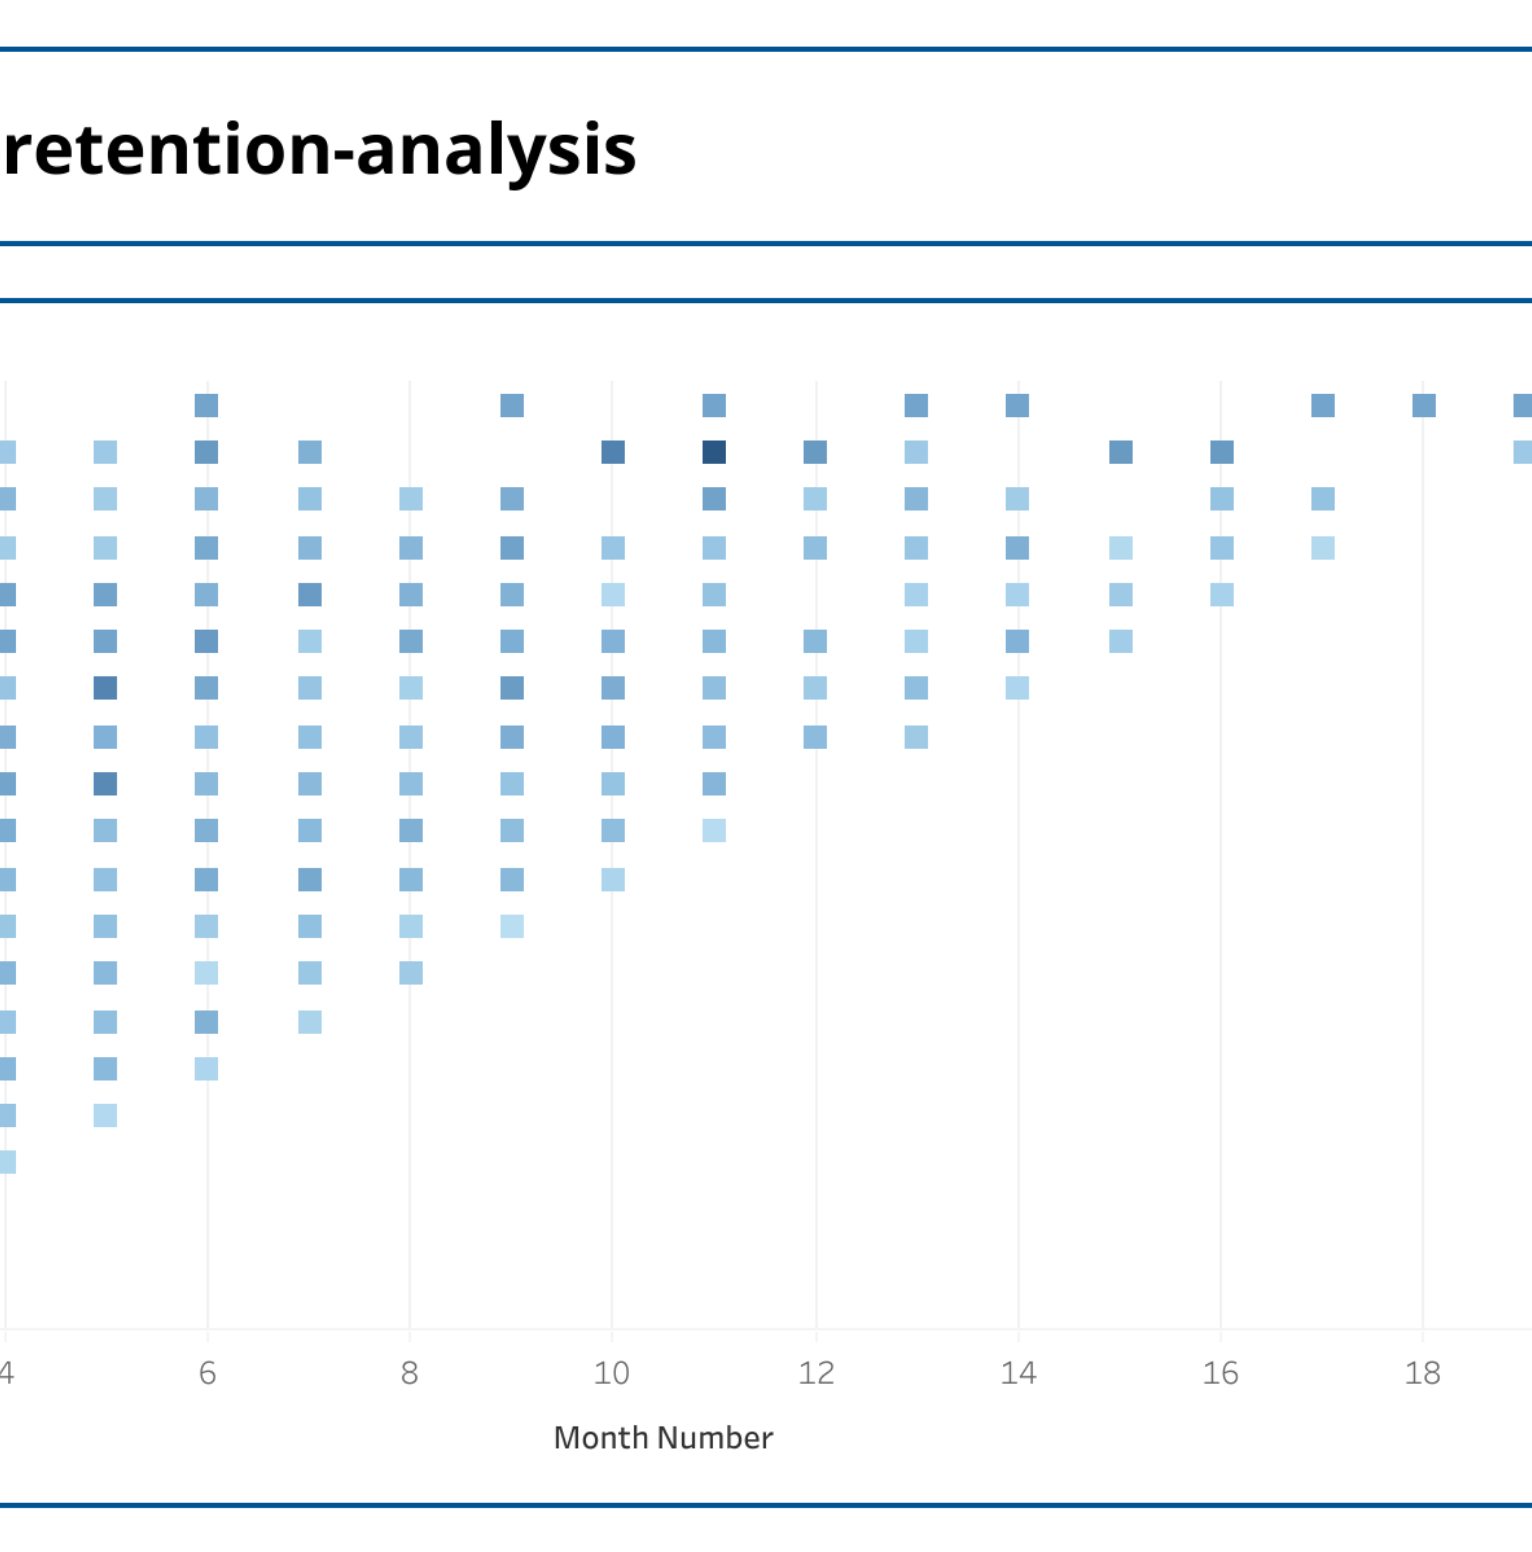 retention-analysis
4 6 8 10 12 14 16 18
Month Number